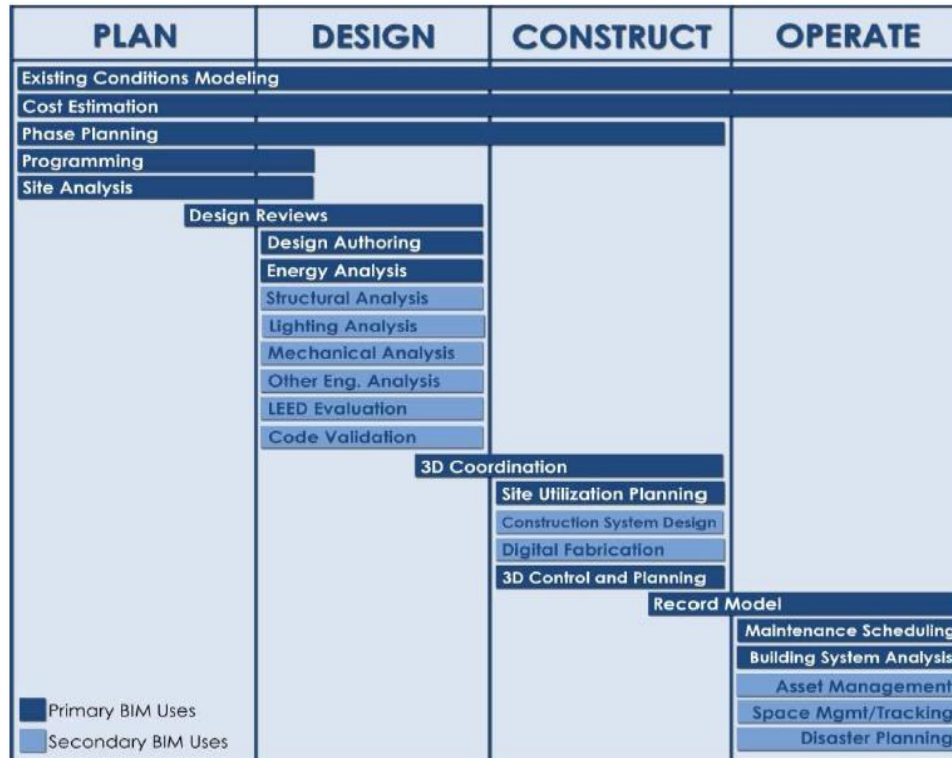 PLAN DESIGN CONSTRUCT OPERATE
Existing Conditions Modeling
Cost Estimation
Phase Planning
Programming
Site Analysis
Design Reviews
Design Authoring
Energy Analysis
Structural Analysis
Lighting Analysis
Mechanical Analysis
Other Eng. Analysis
LEED Evaluation
Code Validation
3D Coordination
Site Utilization Planning
Construction System Design
Digital Fabrication
3D Control and Planning
Record Model
Maintenance Scheduling
Building System Analysis
Asset Management
Space Mgmt/Tracking
Disaster Planning
Primary BIM Uses
Secondary BIM Uses